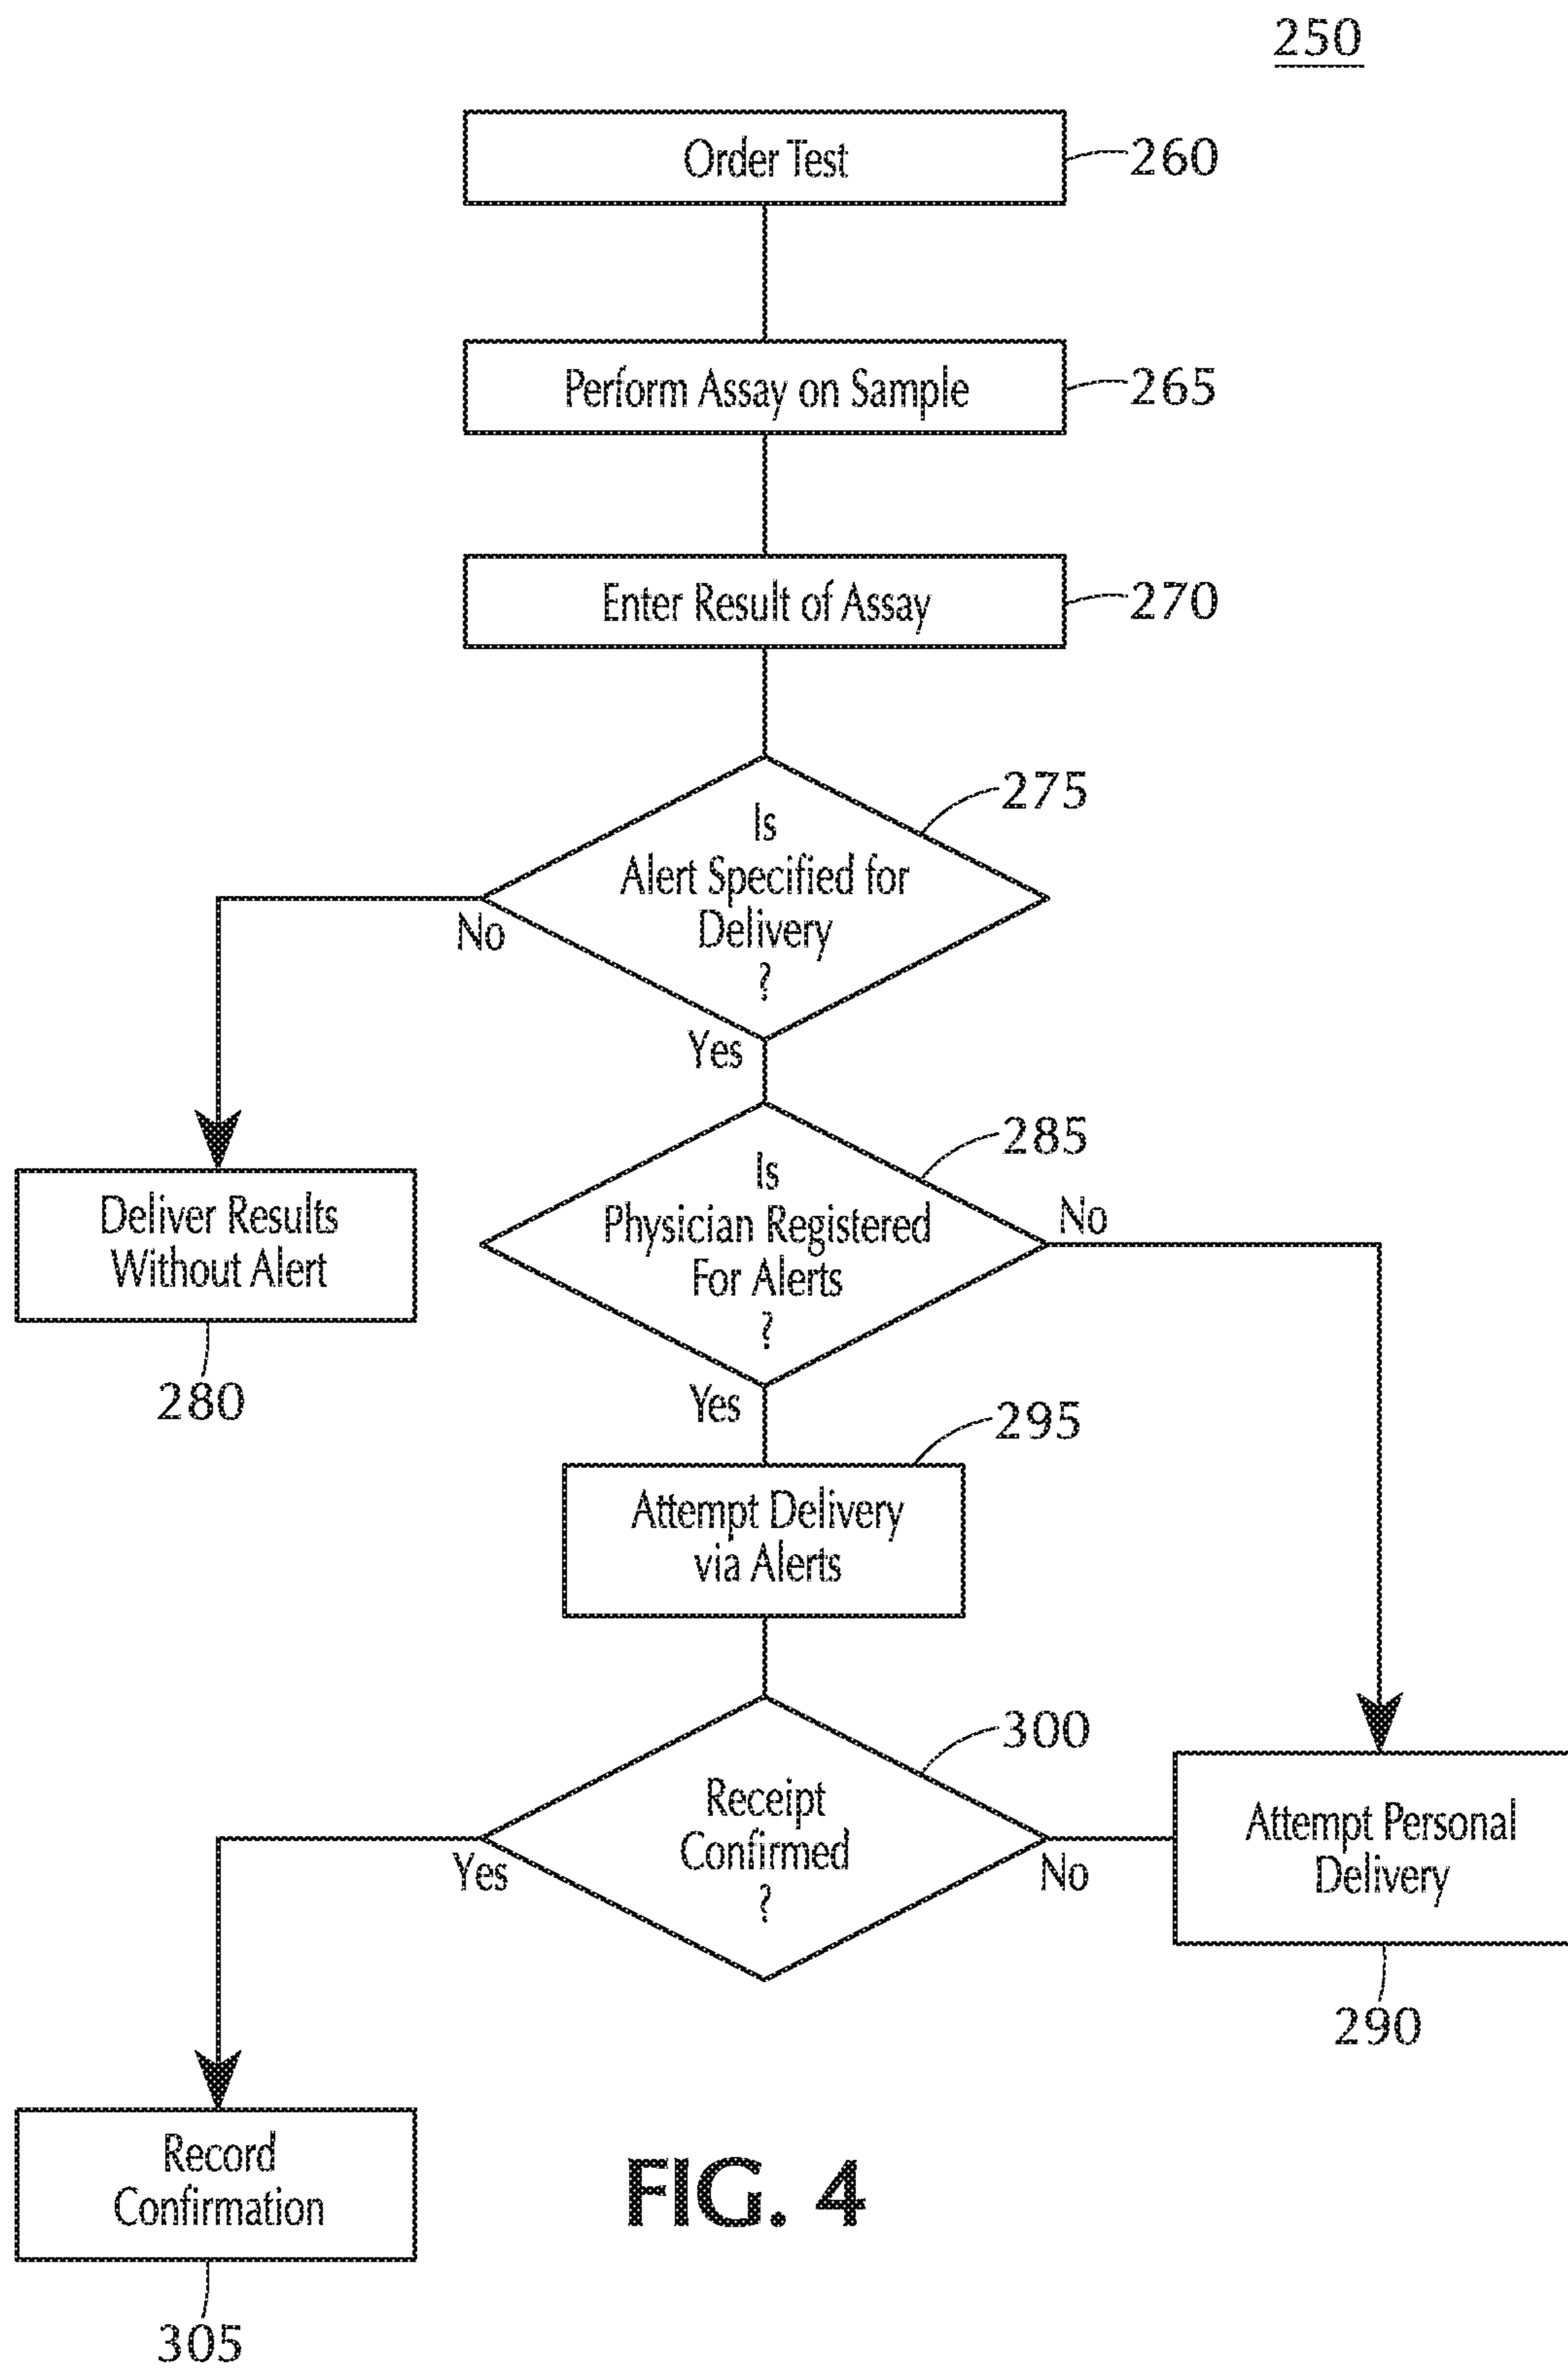 250
Order Test
260
Perform Assay on Sample
265
Enter Result of Assay
270
275
Is
Alert Specified for
Delivery
?
No
Yes
285
Is
Physician Registered
For Alerts
?
No
Deliver Results
Without Alert
280
Yes
295
Attempt Delivery
via Alerts
300
Receipt
Confirmed
?
Yes
No
Attempt Personal
Delivery
290
Record
Confirmation
305
FIG. 4